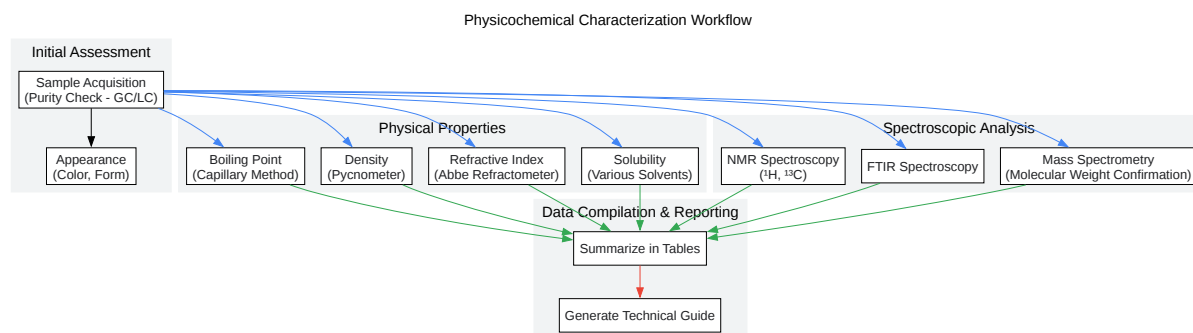 Physicochemical Characterization Workflow
Initial Assessment
Sample Acquisition
(Purity Check - GC/LC)
Appearance
(Color, Form)
Physical Properties
Boiling Point
(Capillary Method)
Density
(Pycnometer)
Refractive Index
(Abbe Refractometer)
Solubility
(Various Solvents)
Spectroscopic Analysis
NMR Spectroscopy
(¹H, ¹³C)
FTIR Spectroscopy
Mass Spectrometry
(Molecular Weight Confirmation)
Data Compilation & Reporting
Summarize in Tables
Generate Technical Guide